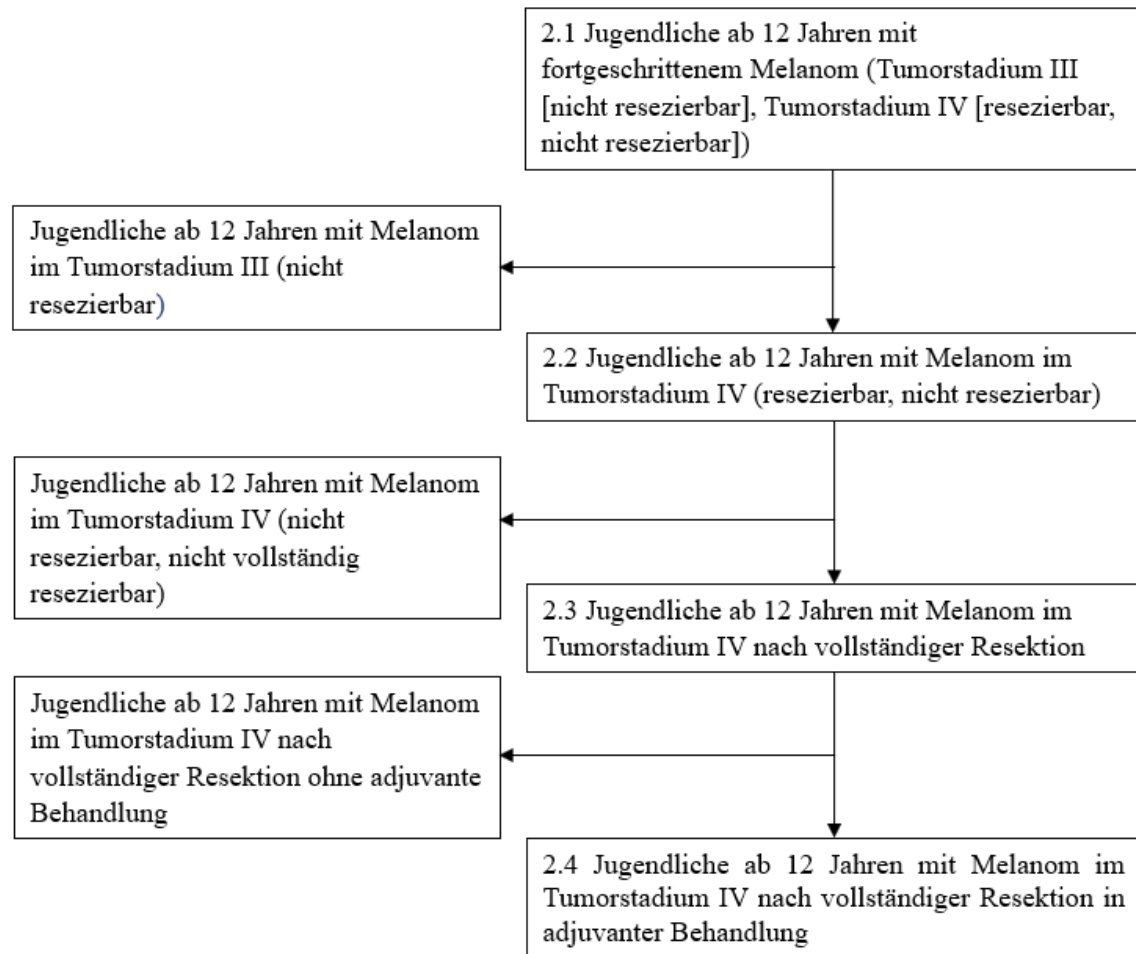 2.1 Jugendliche ab 12 Jahren mit
fortgeschrittenem Melanom (Tumorstadium III
[nicht resezierbar], Tumorstadium IV [resezierbar,
nicht resezierbar])
Jugendliche ab 12 Jahren mit Melanom
im Tumorstadium III (nicht
resezierbar)
2.2 Jugendliche ab 12 Jahren mit Melanom im
Tumorstadium IV (resezierbar, nicht resezierbar)
Jugendliche ab 12 Jahren mit Melanom
im Tumorstadium IV (nicht
resezierbar, nicht vollständig
resezierbar)
2.3 Jugendliche ab 12 Jahren mit Melanom im
Tumorstadium IV nach vollständiger Resektion
Jugendliche ab 12 Jahren mit Melanom
im Tumorstadium IV nach
vollständiger Resektion ohne adjuvante
Behandlung
2.4 Jugendliche ab 12 Jahren mit Melanom im
Tumorstadium IV nach vollständiger Resektion in
adjuvanter Behandlung